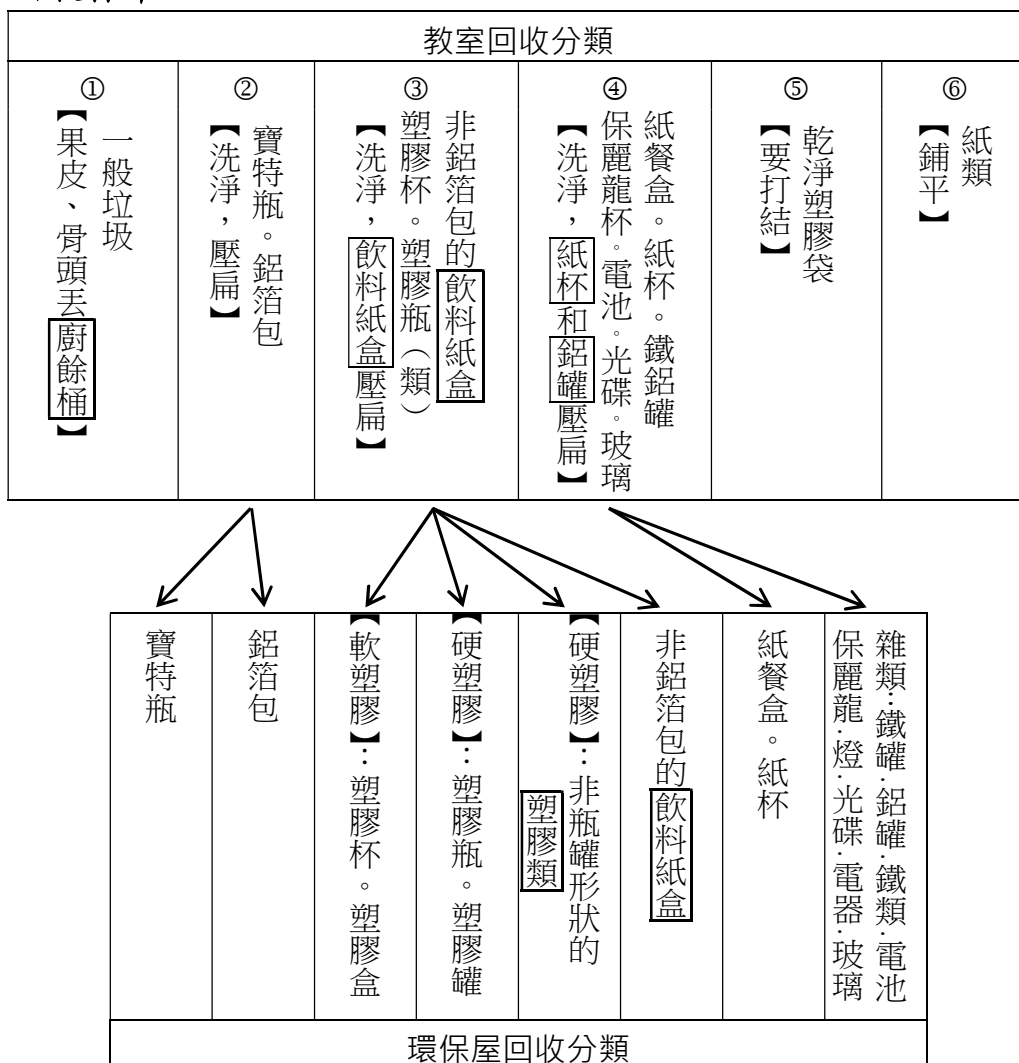 教室回收分類
①
一般垃圾
【果皮、骨頭丟廚餘桶】
②
寶特瓶。鋁箔包
【洗淨,壓扁】
③
非鋁箔包的飲料紙盒
塑膠杯。塑膠瓶(類)
【洗淨,飲料紙盒壓扁】
④
紙餐盒。紙杯。鐵鋁罐
保麗龍杯。電池。光碟。玻璃
【洗淨,紙杯和鋁罐壓扁】
⑤
乾淨塑膠袋
【要打結】
⑥
紙類
【鋪平】
寶特瓶
鋁箔包
【軟塑膠】:塑膠杯。塑膠盒
【硬塑膠】:塑膠瓶。塑膠罐
【硬塑膠】:非瓶罐形狀的
塑膠類
非鋁箔包的飲料紙盒
紙餐盒。紙杯
雜類:鐵罐.鋁罐.鐵類.電池
保麗龍.燈.光碟.電器.玻璃
環保屋回收分類